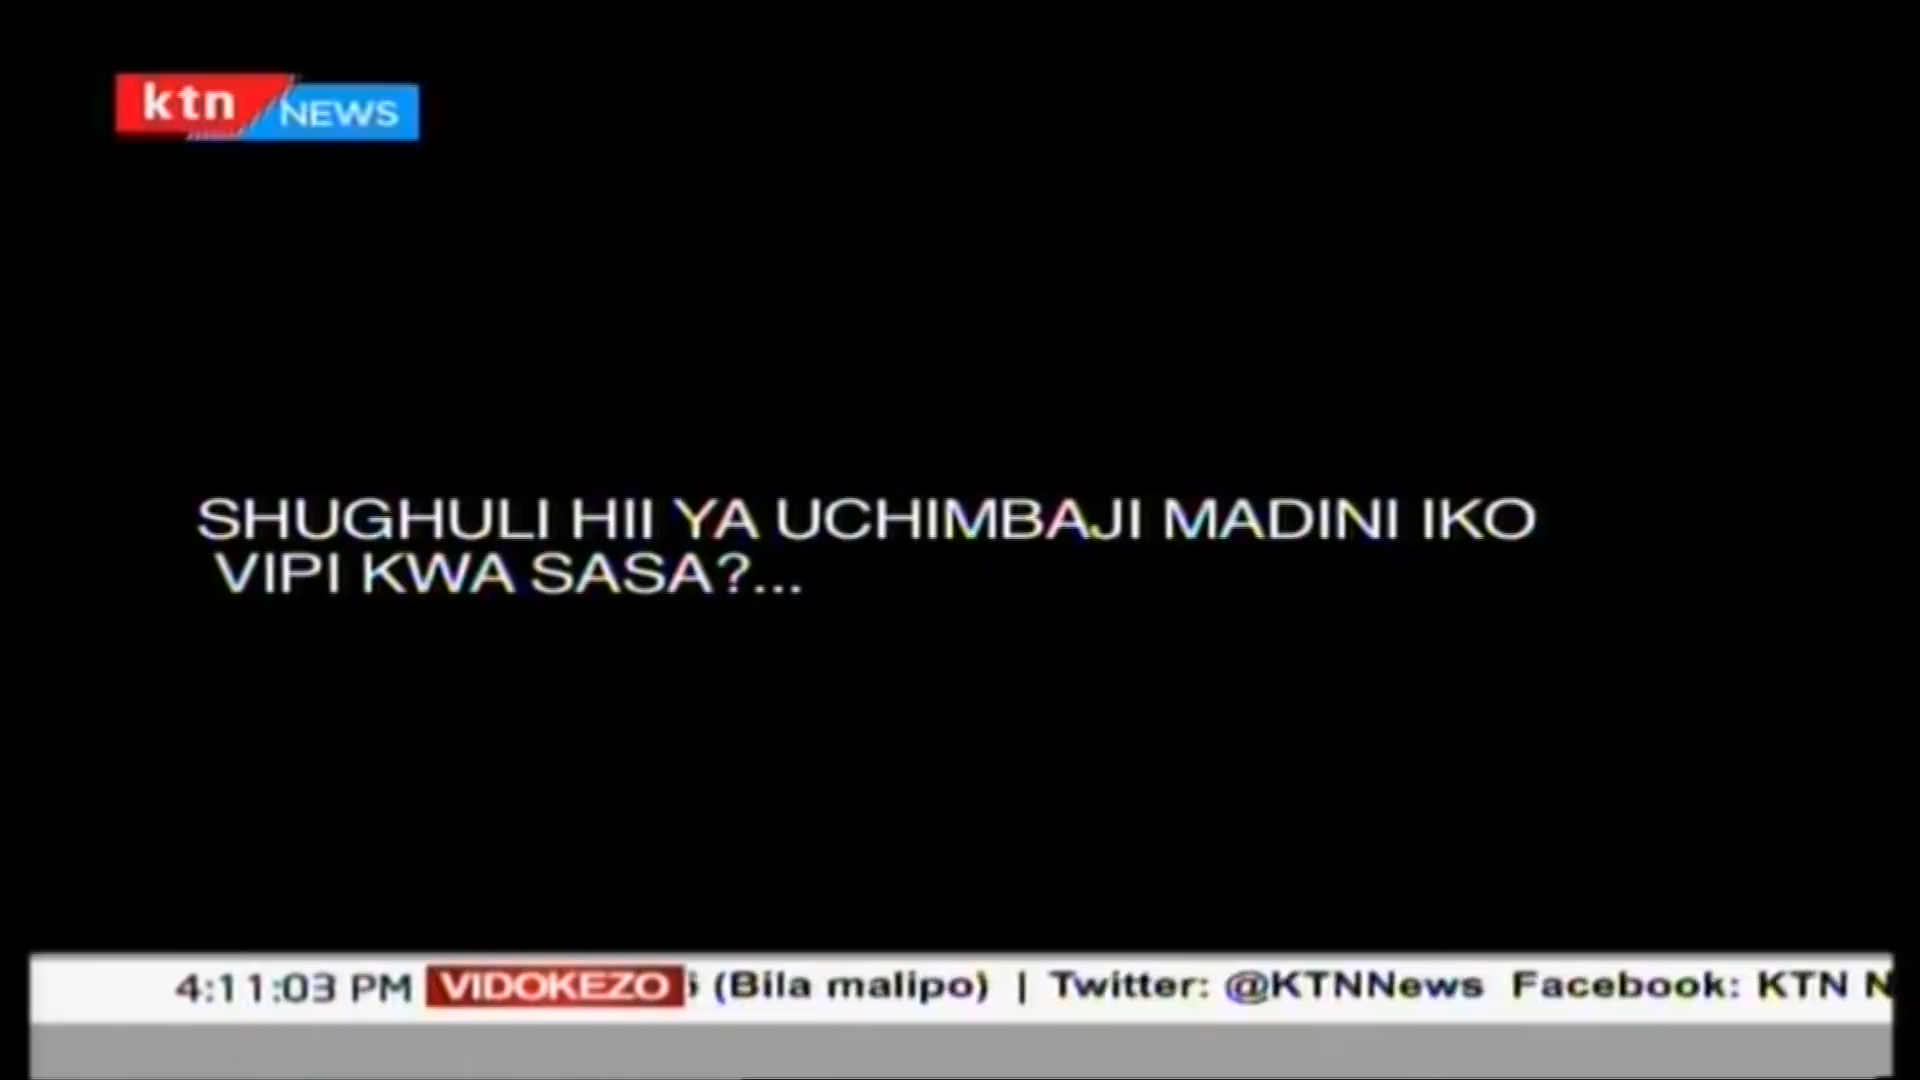 ktn NEWS
SHUGHULI HII YA UCHIMBAJI MADINI IKO
VIPI KWA SASA?...
4:11:03 PM VIDOKEZO (Bila malipo) | Twitter: @KTNNews Facebook: KTN N